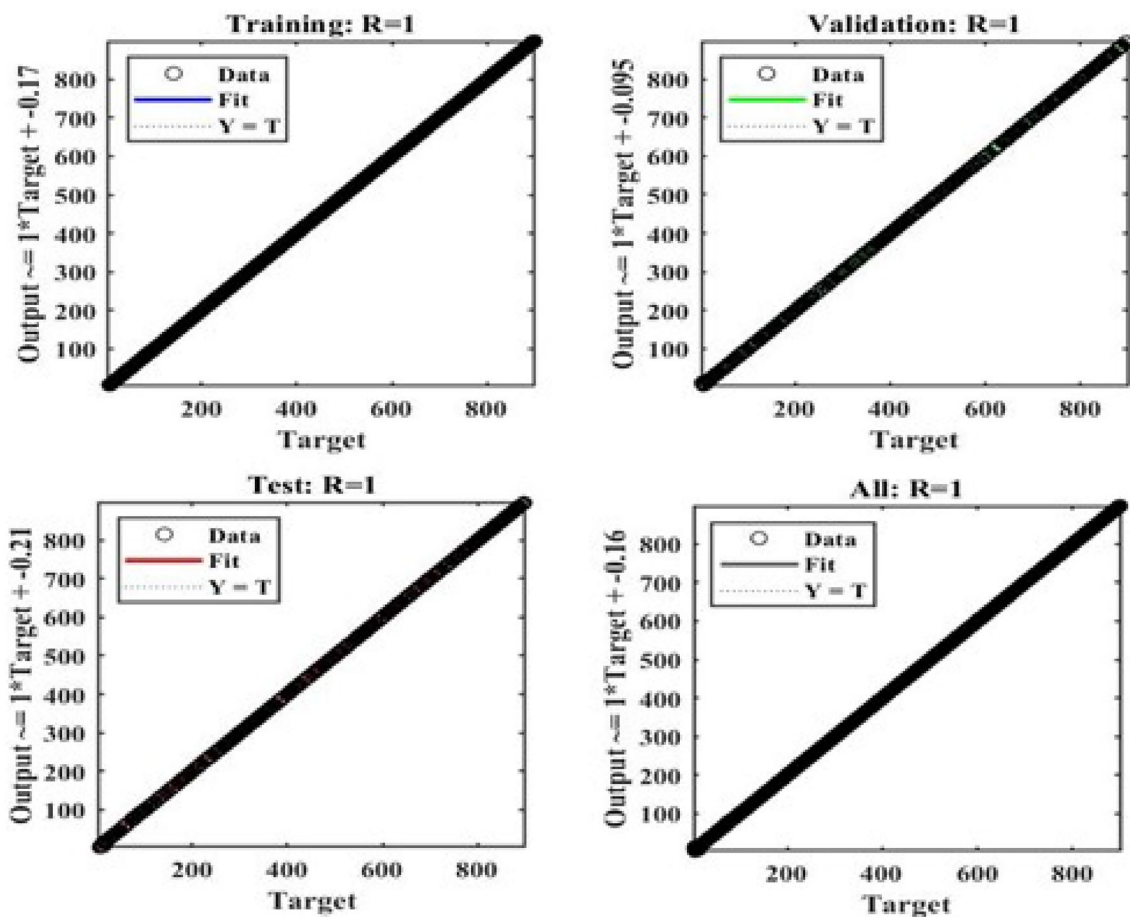 Training: R=1
Output ~= 1*Target + -0.17
Data
Fit
Y = T
800
700
600
500
400
300
200
100
200 400 600 800
Target
Validation: R=1
Output ~= 1*Target + -0.095
Data
Fit
Y = T
800
700
600
500
400
300
200
100
200 400 600 800
Target
Test: R=1
Output ~= 1*Target + -0.21
Data
Fit
Y = T
800
700
600
500
400
300
200
100
200 400 600 800
Target
All: R=1
Output ~= 1*Target + -0.16
Data
Fit
Y = T
800
700
600
500
400
300
200
100
200 400 600 800
Target